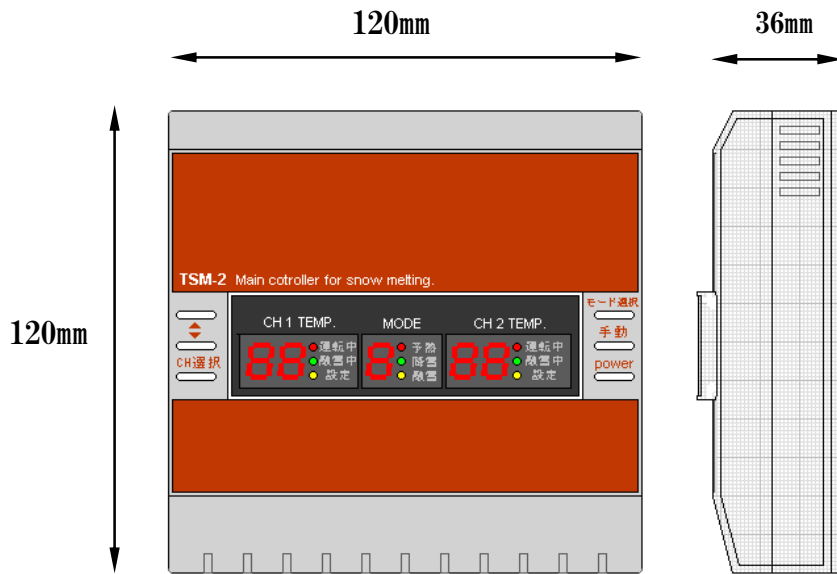 120mm
36mm
120mm
TSM-2 Main cotroller for snow melting.
CH選択
CH 1 TEMP.
88
運転中
融雪中
設定
MODE
8
予熱
降雪
融雪
CH 2 TEMP.
88
運転中
融雪中
設定
モード選択
手動
power